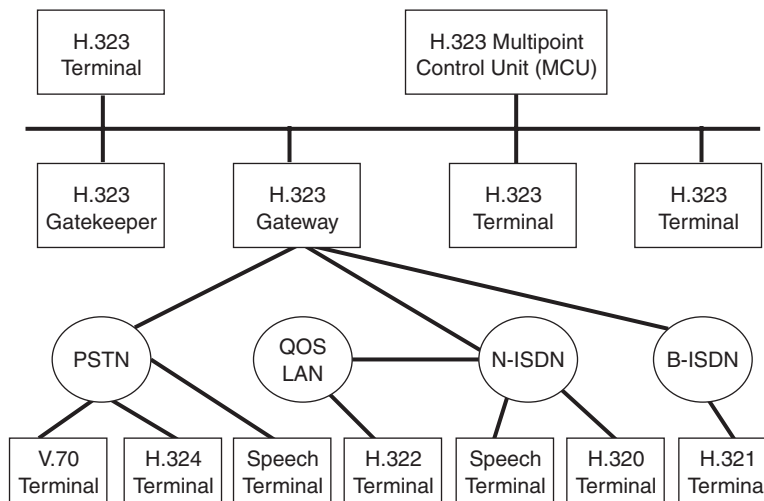 H.323
Terminal
H.323 Multipoint
Control Unit (MCU)
H.323
Gatekeeper
H.323
Gateway
H.323
Terminal
H.323
Terminal
PSTN
QOS
LAN
N-ISDN
B-ISDN
V.70
Terminal
H.324
Terminal
Speech
Terminal
H.322
Terminal
Speech
Terminal
H.320
Terminal
H.321
Terminal